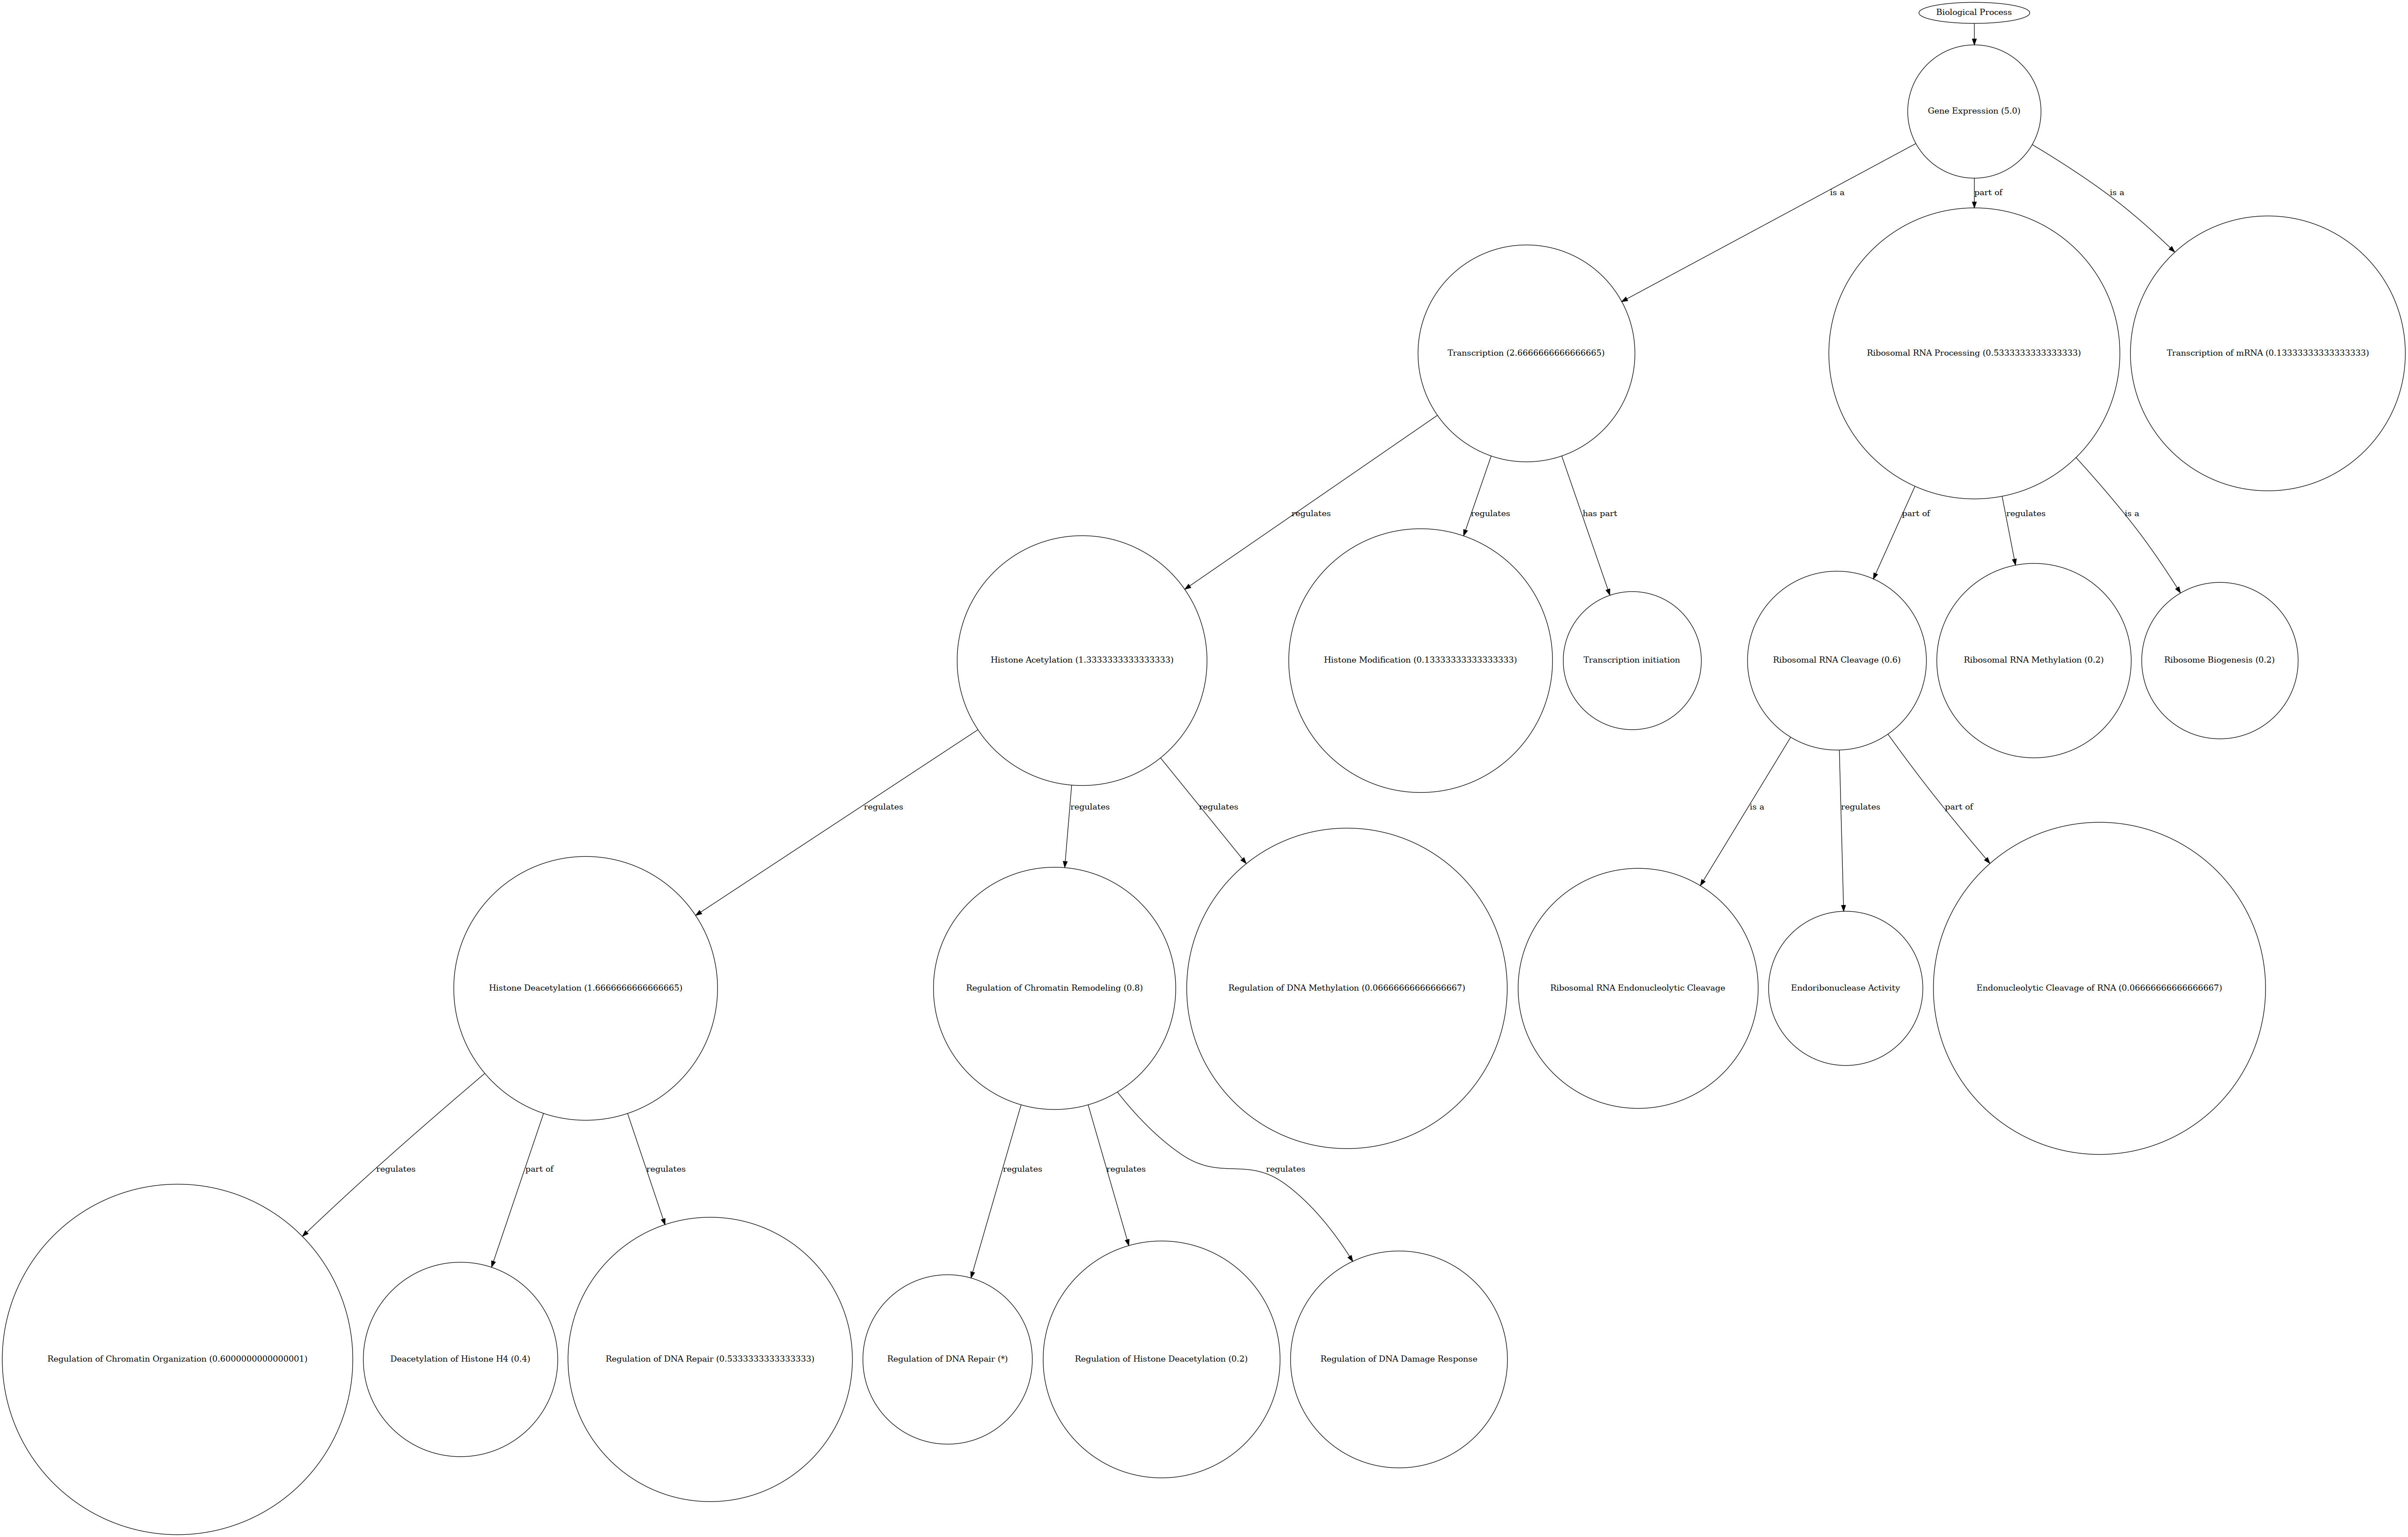 Biological Process
Gene Expression (5.0)
is a
part of
is a
Transcription (2.6666666666666665)
Ribosomal RNA Processing (0.5333333333333333)
Transcription of mRNA (0.13333333333333333)
regulates
regulates
has part
part of
regulates
is a
Histone Acetylation (1.3333333333333333)
Histone Modification (0.13333333333333333)
Transcription initiation
Ribosomal RNA Cleavage (0.6)
Ribosomal RNA Methylation (0.2)
Ribosome Biogenesis (0.2)
regulates
regulates
regulates
is a
regulates
part of
Histone Deacetylation (1.6666666666666665)
Regulation of Chromatin Remodeling (0.8)
Regulation of DNA Methylation (0.06666666666666667)
Ribosomal RNA Endonucleolytic Cleavage
Endoribonuclease Activity
Endonucleolytic Cleavage of RNA (0.06666666666666667)
regulates
part of
regulates
regulates
regulates
regulates
Regulation of Chromatin Organization (0.6000000000000001)
Deacetylation of Histone H4 (0.4)
Regulation of DNA Repair (0.5333333333333333)
Regulation of DNA Repair (*)
Regulation of Histone Deacetylation (0.2)
Regulation of DNA Damage Response